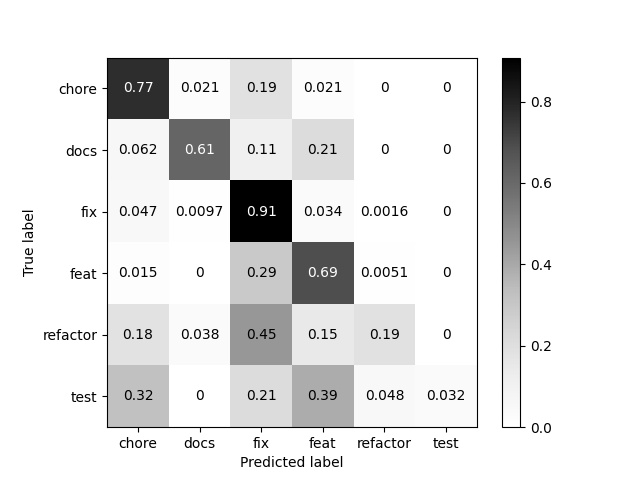 chore 0.77 0.021 0.19 0.021 0 0
docs 0.062 0.61 0.11 0.21 0 0
fix 0.047 0.0097 0.91 0.034 0.0016 0
feat 0.015 0 0.29 0.69 0.0051 0
refactor 0.18 0.038 0.45 0.15 0.19 0
test 0.32 0 0.21 0.39 0.048 0.032
chore docs fix feat refactor test
Predicted label
True label
0.8
0.6
0.4
0.2
0.0